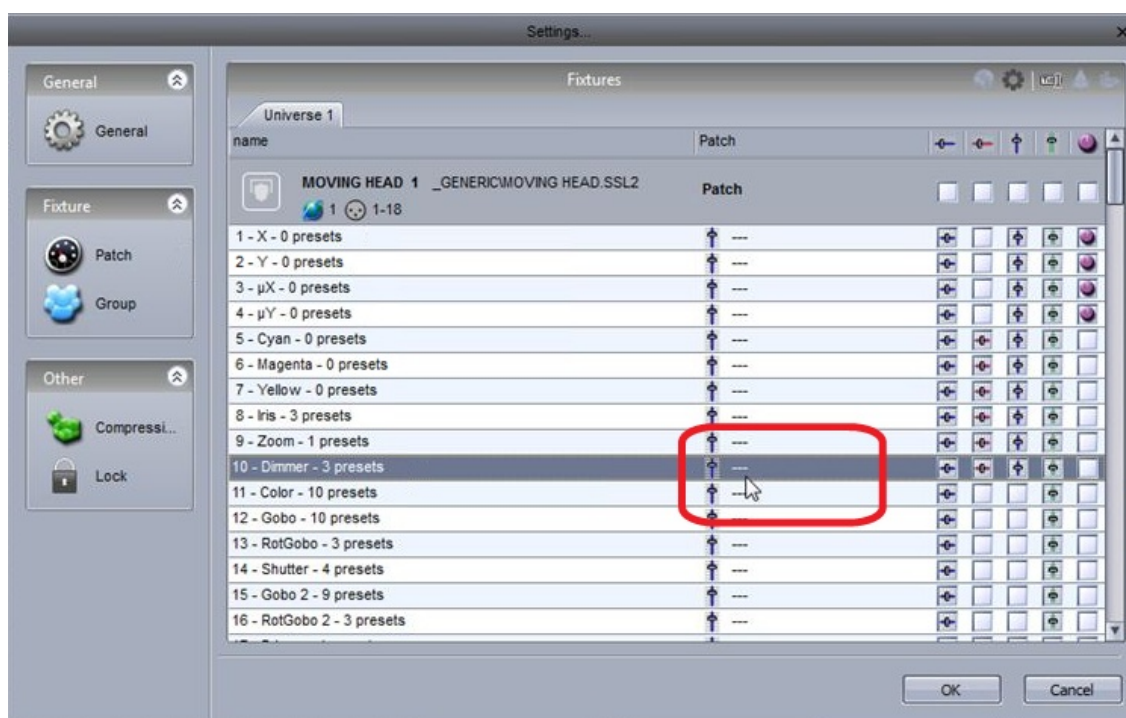 Settings...
General
General
Fixture
Patch
Group
Other
Compressi...
Lock
Fixtures
Universe 1
name Patch
MOVING HEAD 1 _GENERIC\MOVING HEAD.SSL2 Patch
1 1-18
1 - X - 0 presets ---
2 - Y - 0 presets ---
3 - µX - 0 presets ---
4 - µY - 0 presets ---
5 - Cyan - 0 presets ---
6 - Magenta - 0 presets ---
7 - Yellow - 0 presets ---
8 - Iris - 3 presets ---
9 - Zoom - 1 presets ---
10 - Dimmer - 3 presets ---
11 - Color - 10 presets ---
12 - Gobo - 10 presets ---
13 - RotGobo - 3 presets ---
14 - Shutter - 4 presets ---
15 - Gobo 2 - 9 presets ---
16 - RotGobo 2 - 3 presets ---
OK Cancel